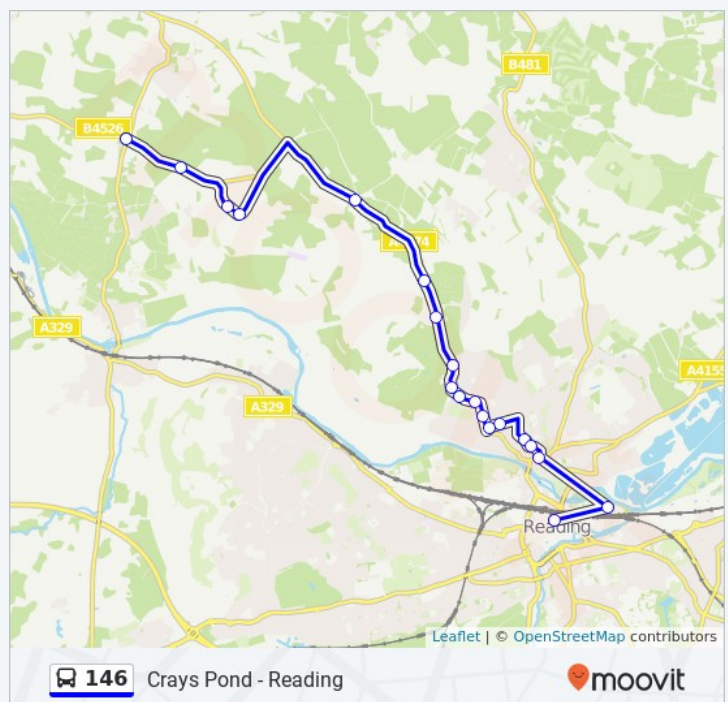 B481
B4526
A329
A4155
A329
Reading
Leaflet | © OpenStreetMap contributors
146 Crays Pond - Reading
moovit